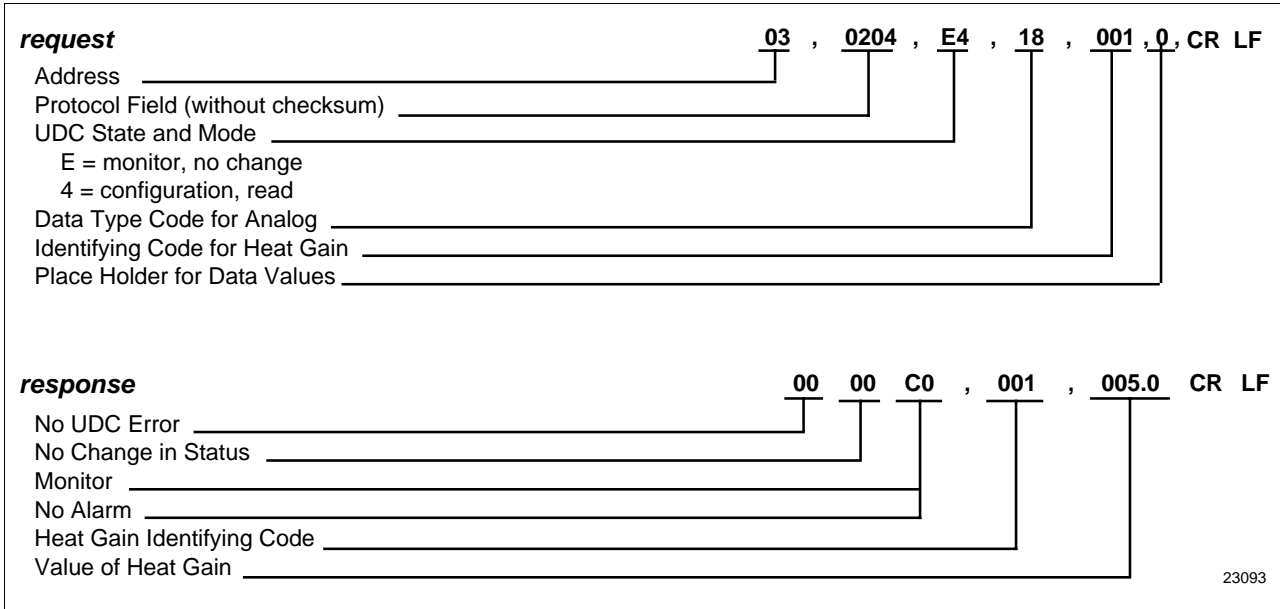 request 03 , 0204 , E4 , 18 , 001 , 0 , CR LF
Address
Protocol Field (without checksum)
UDC State and Mode
E = monitor, no change
4 = configuration, read
Data Type Code for Analog
Identifying Code for Heat Gain
Place Holder for Data Values
response 00 00 C0 , 001 , 005.0 CR LF
No UDC Error
No Change in Status
Monitor
No Alarm
Heat Gain Identifying Code
Value of Heat Gain
23093